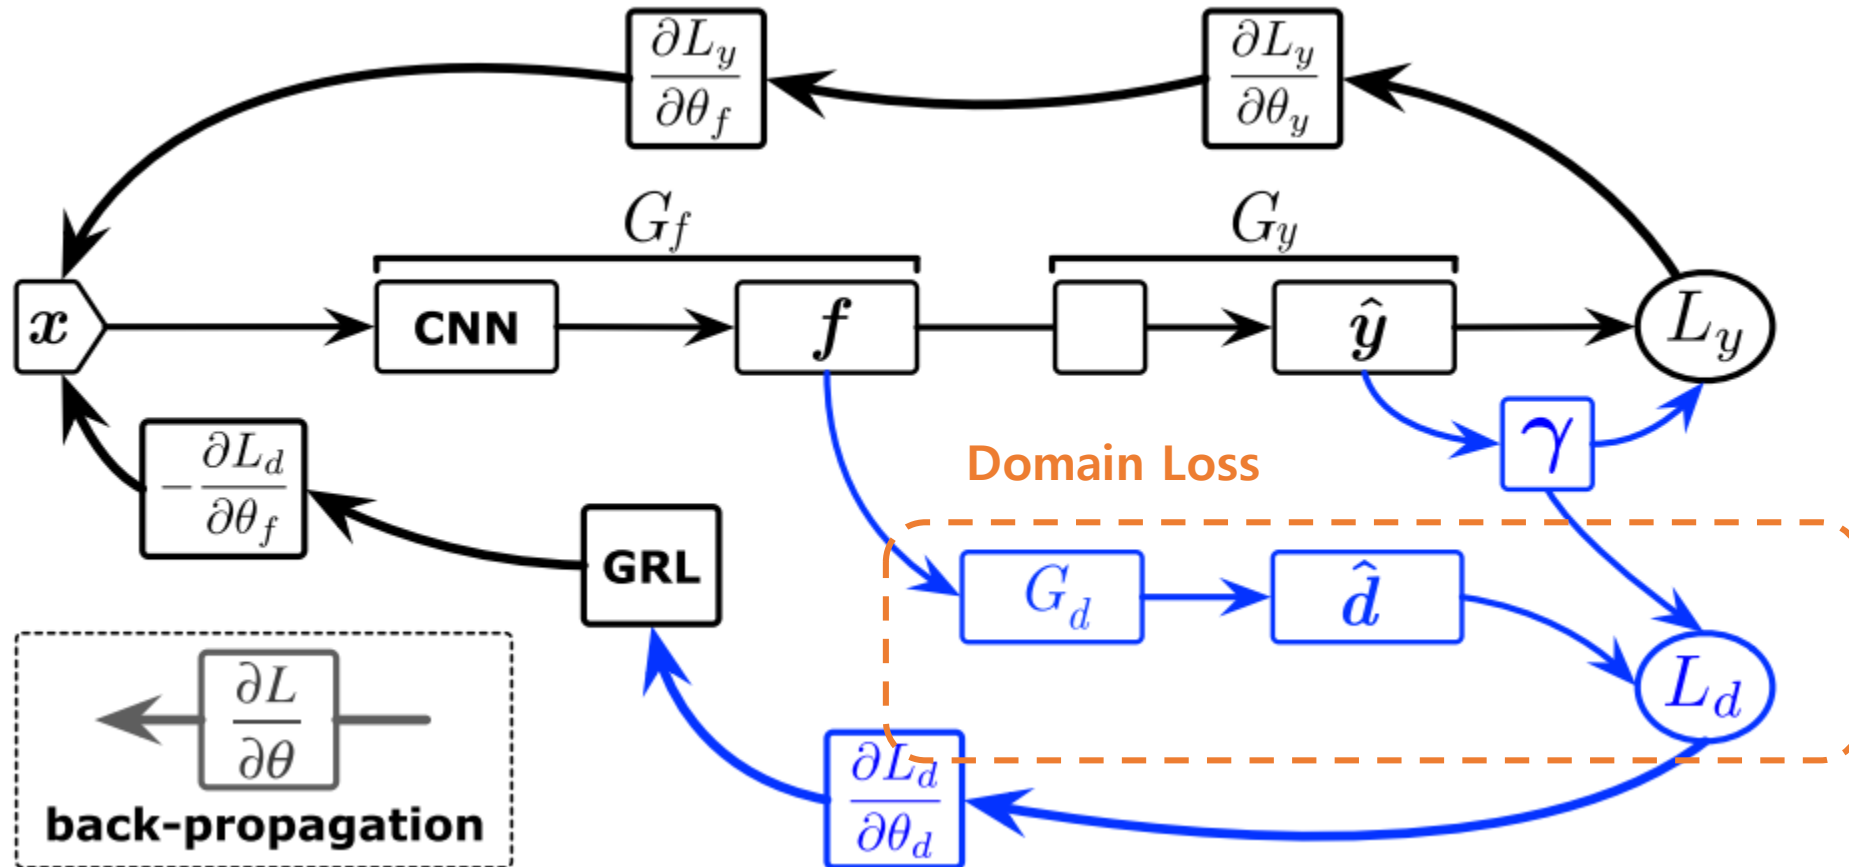 ∂L_y/∂θ_f
∂L_y/∂θ_y
G_f
G_y
x
CNN
f
ŷ
L_y
γ
Domain Loss
-∂L_d/∂θ_f
GRL
G_d
d̂
L_d
∂L/∂θ
back-propagation
∂L_d/∂θ_d